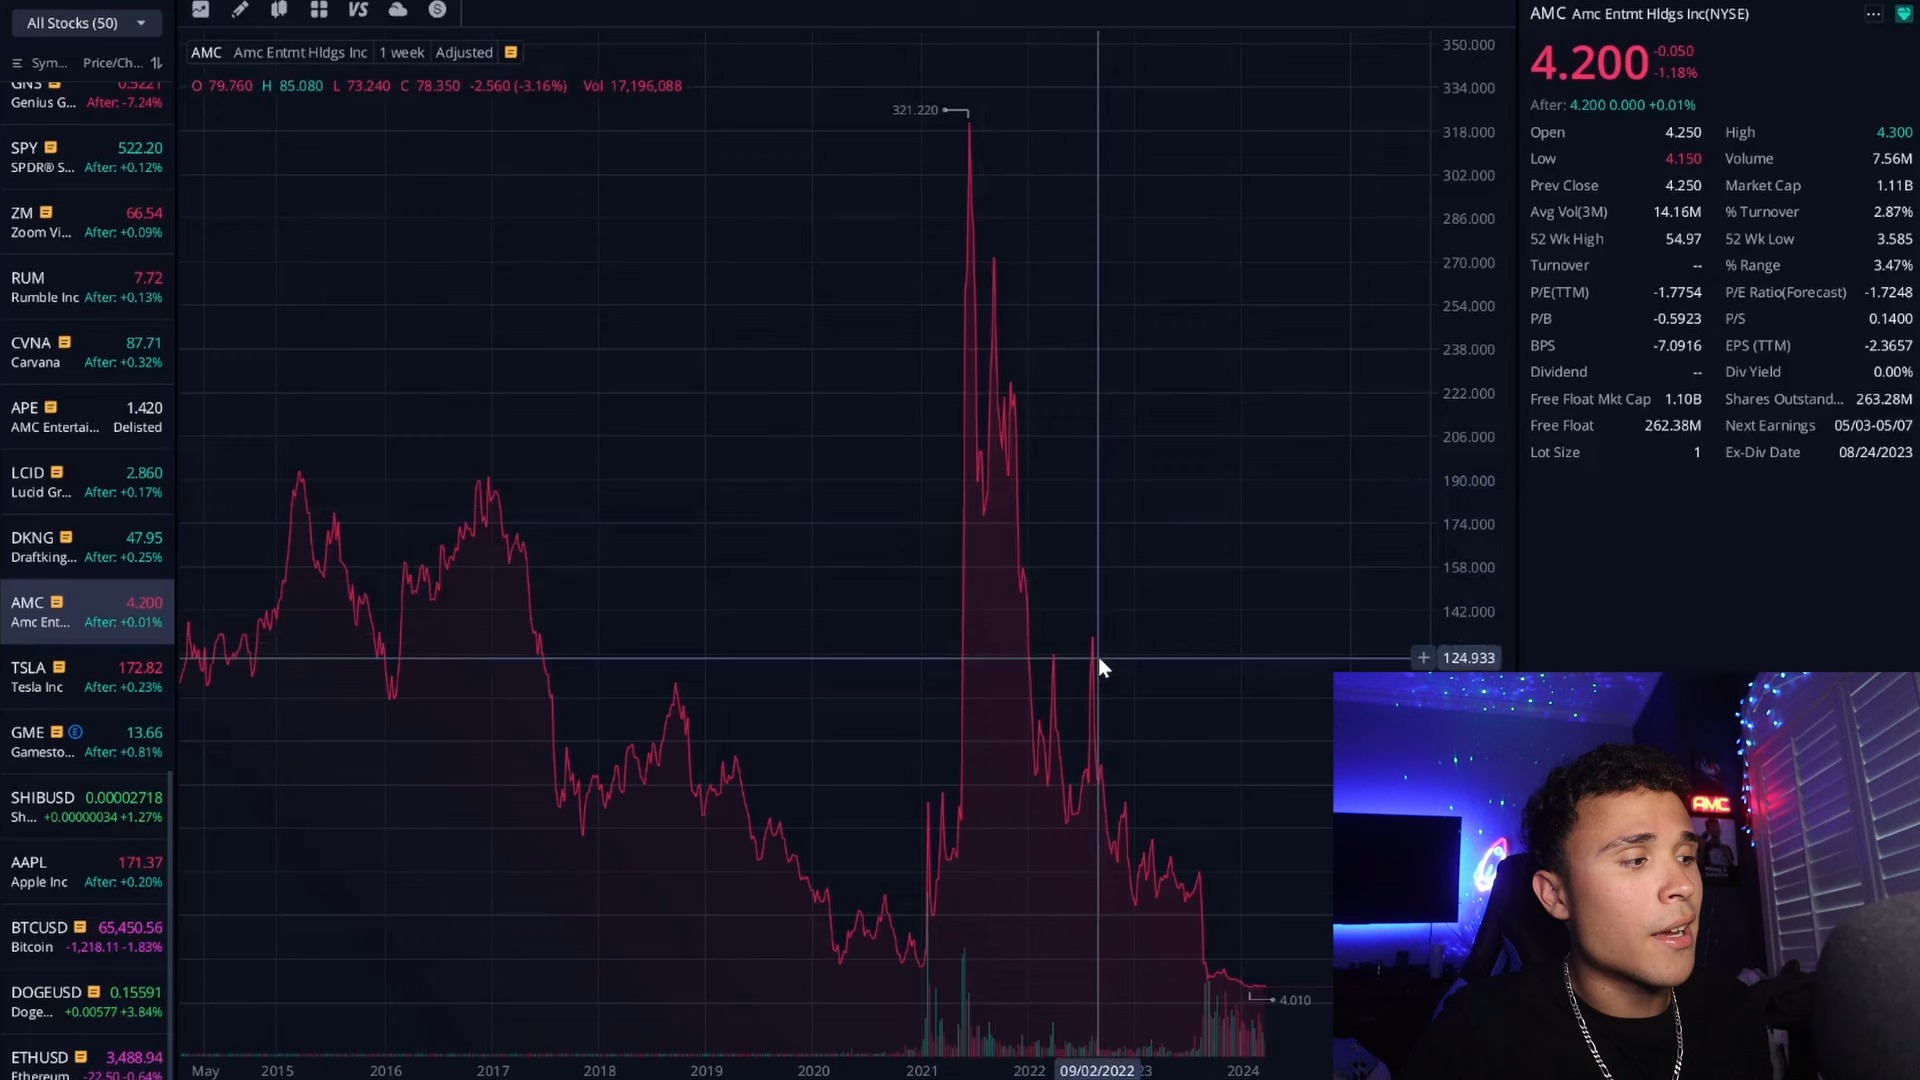 All Stocks (50)
Sym... Price/Ch...
GNS 0.5221
Genius G... After: -7.24%
SPY 522.20
SPDR® S... After: +0.12%
ZM 66.54
Zoom Vi... After: +0.09%
RUM 7.72
Rumble Inc After: +0.13%
CVNA 87.71
Carvana After: +0.32%
APE 1.420
AMC Entertai... Delisted
LCID 2.860
Lucid Gr... After: +0.17%
DKNG 47.95
Draftking... After: +0.25%
AMC 4.200
Amc Ent... After: +0.01%
TSLA 172.82
Tesla Inc After: +0.23%
GME E 13.66
Gamesto... After: +0.81%
SHIBUSD 0.00002718
Sh... +0.00000034 +1.27%
AAPL 171.37
Apple Inc After: +0.20%
BTCUSD 65,450.56
Bitcoin -1,218.11 -1.83%
DOGEUSD 0.15591
Doge... +0.00577 +3.84%
ETHUSD 3,488.94
Ethereum -22.50 -0.64%
VS S
AMC Amc Entmt Hldgs Inc 1 week Adjusted
O 79.760 H 85.080 L 73.240 C 78.350 -2.560 (-3.16%) Vol 17,196,088
321.220
4.010
350.000
334.000
318.000
302.000
286.000
270.000
254.000
238.000
222.000
206.000
190.000
174.000
158.000
142.000
+ 124.933
May 2015 2016 2017 2018 2019 2020 2021 2022 09/02/2022 23 2024
AMC Amc Entmt Hldgs Inc(NYSE) ...
4.200 -0.050
-1.18%
After: 4.200 0.000 +0.01%
Open 4.250 High 4.300
Low 4.150 Volume 7.56M
Prev Close 4.250 Market Cap 1.11B
Avg Vol(3M) 14.16M % Turnover 2.87%
52 Wk High 54.97 52 Wk Low 3.585
Turnover -- % Range 3.47%
P/E(TTM) -1.7754 P/E Ratio(Forecast) -1.7248
P/B -0.5923 P/S 0.1400
BPS -7.0916 EPS (TTM) -2.3657
Dividend -- Div Yield 0.00%
Free Float Mkt Cap 1.10B Shares Outstand... 263.28M
Free Float 262.38M Next Earnings 05/03-05/07
Lot Size 1 Ex-Div Date 08/24/2023
AMC